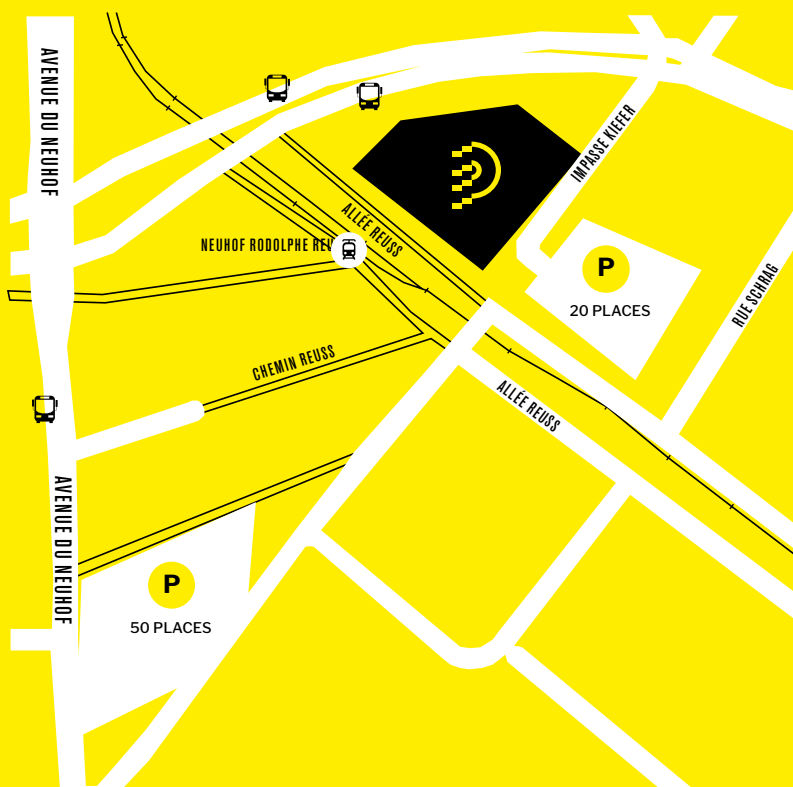 AVENUE DU NEUHOF
IMPASSE KIEFER
ALLÉE REUSS
NEUHOF RODOLPHE REU
P
20 PLACES
RUE SCHRAG
CHEMIN REUSS
ALLÉE REUSS
AVENUE DU NEUHOF
P
50 PLACES